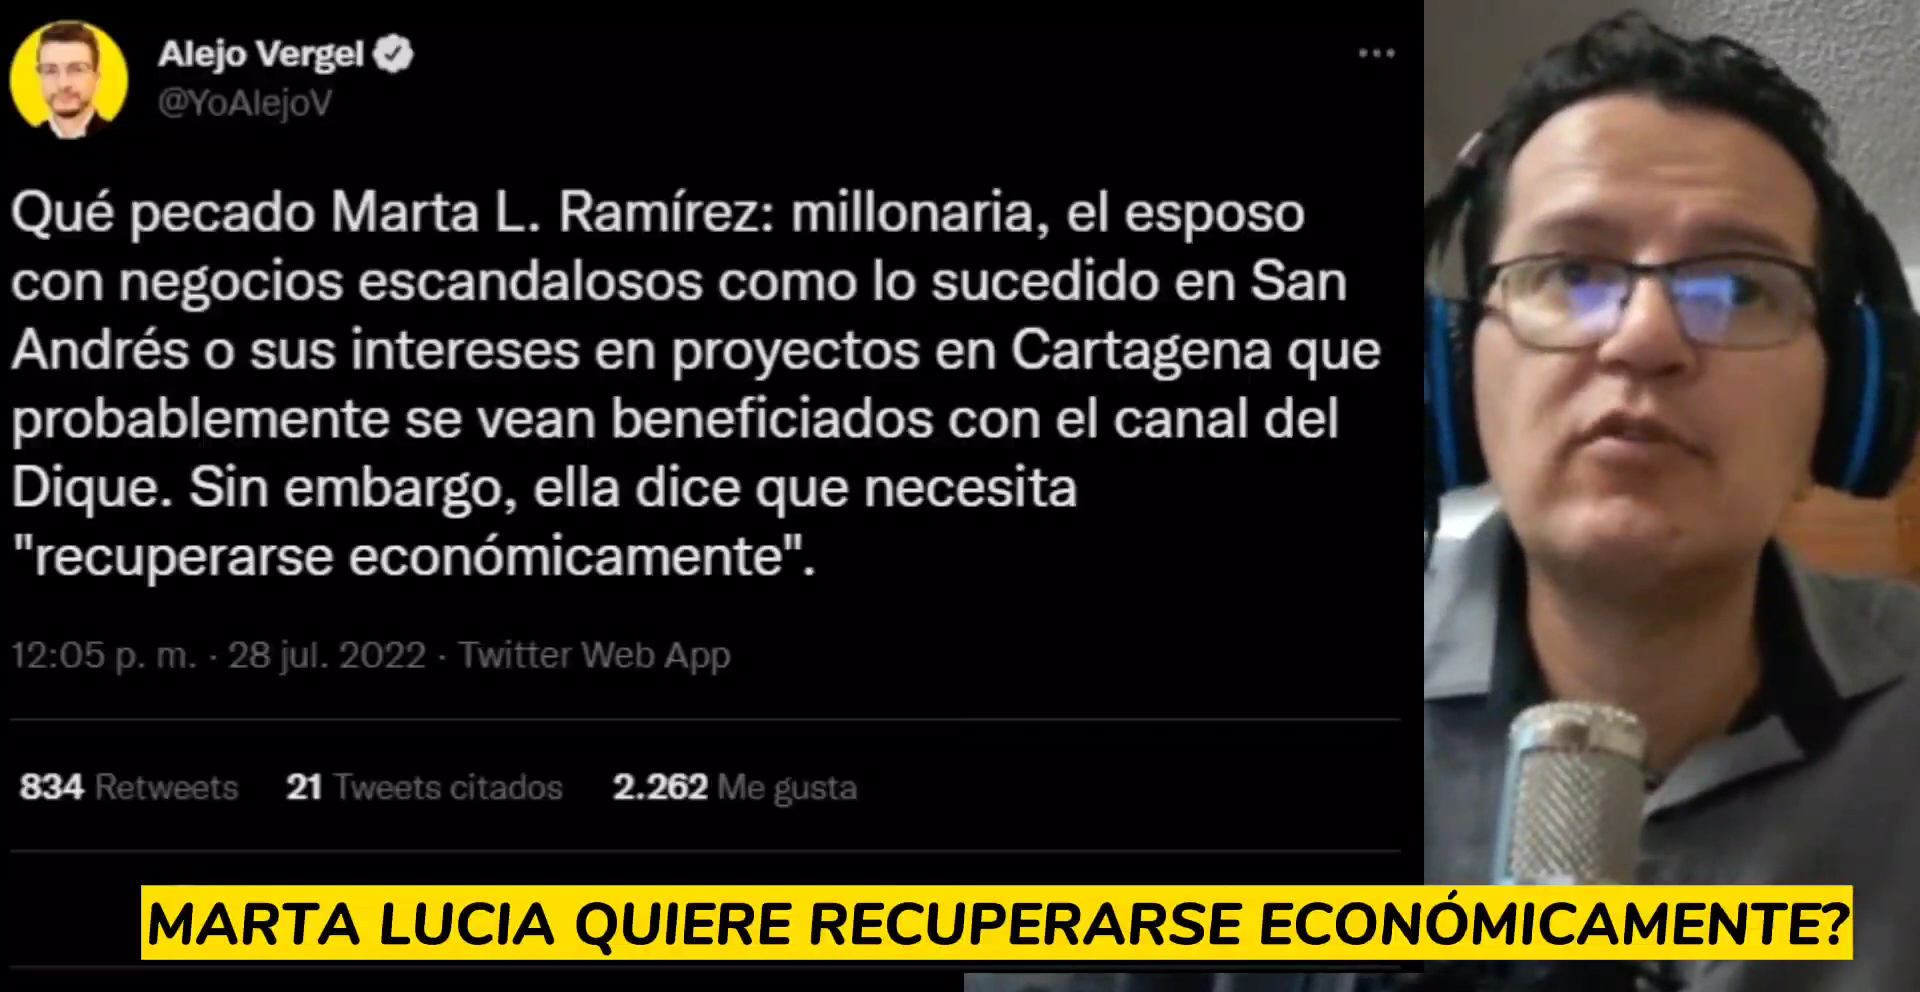 Alejo Vergel
@YoAlejoV
Qué pecado Marta L. Ramírez: millonaria, el esposo
con negocios escandalosos como lo sucedido en San
Andrés o sus intereses en proyectos en Cartagena que
probablemente se vean beneficiados con el canal del
Dique. Sin embargo, ella dice que necesita
"recuperarse económicamente".
12:05 p. m. · 28 jul. 2022 · Twitter Web App
834 Retweets 21 Tweets citados 2.262 Me gusta
MARTA LUCIA QUIERE RECUPERARSE ECONÓMICAMENTE?